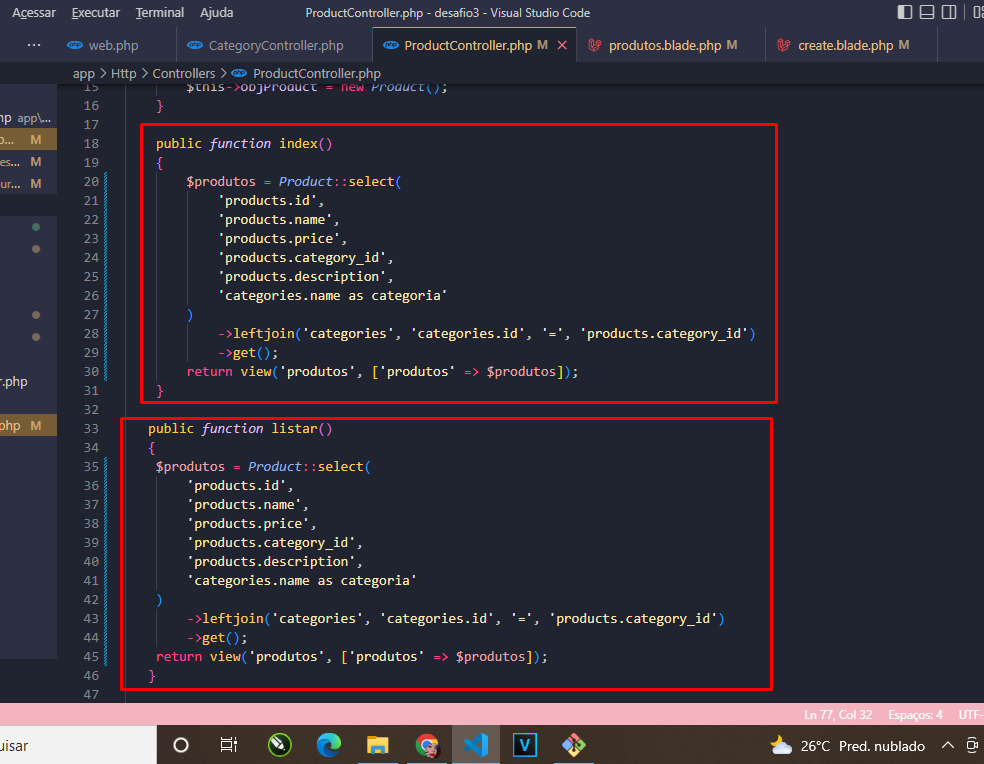 Acessar Executar Terminal Ajuda ProductController.php - desafio3 - Visual Studio Code
... web.php CategoryController.php ProductController.php M × produtos.blade.php M create.blade.php M
app > Http > Controllers > ProductController.php
15 $this->objProduct = new Product();
16 }
17
18 public function index()
19 {
20 $produtos = Product::select(
21 'products.id',
22 'products.name',
23 'products.price',
24 'products.category_id',
25 'products.description',
26 'categories.name as categoria'
27 )
28 ->leftjoin('categories', 'categories.id', '=', 'products.category_id')
29 ->get();
30 return view('produtos', ['produtos' => $produtos]);
31 }
32
33 public function listar()
34 {
35 $produtos = Product::select(
36 'products.id',
37 'products.name',
38 'products.price',
39 'products.category_id',
40 'products.description',
41 'categories.name as categoria'
42 )
43 ->leftjoin('categories', 'categories.id', '=', 'products.category_id')
44 ->get();
45 return view('produtos', ['produtos' => $produtos]);
46 }
47
hp app\...
o... M
es... M
ur... M
r.php
php M
Ln 77, Col 32 Espaços: 4 UTF-
uisar
V
26°C Pred. nublado